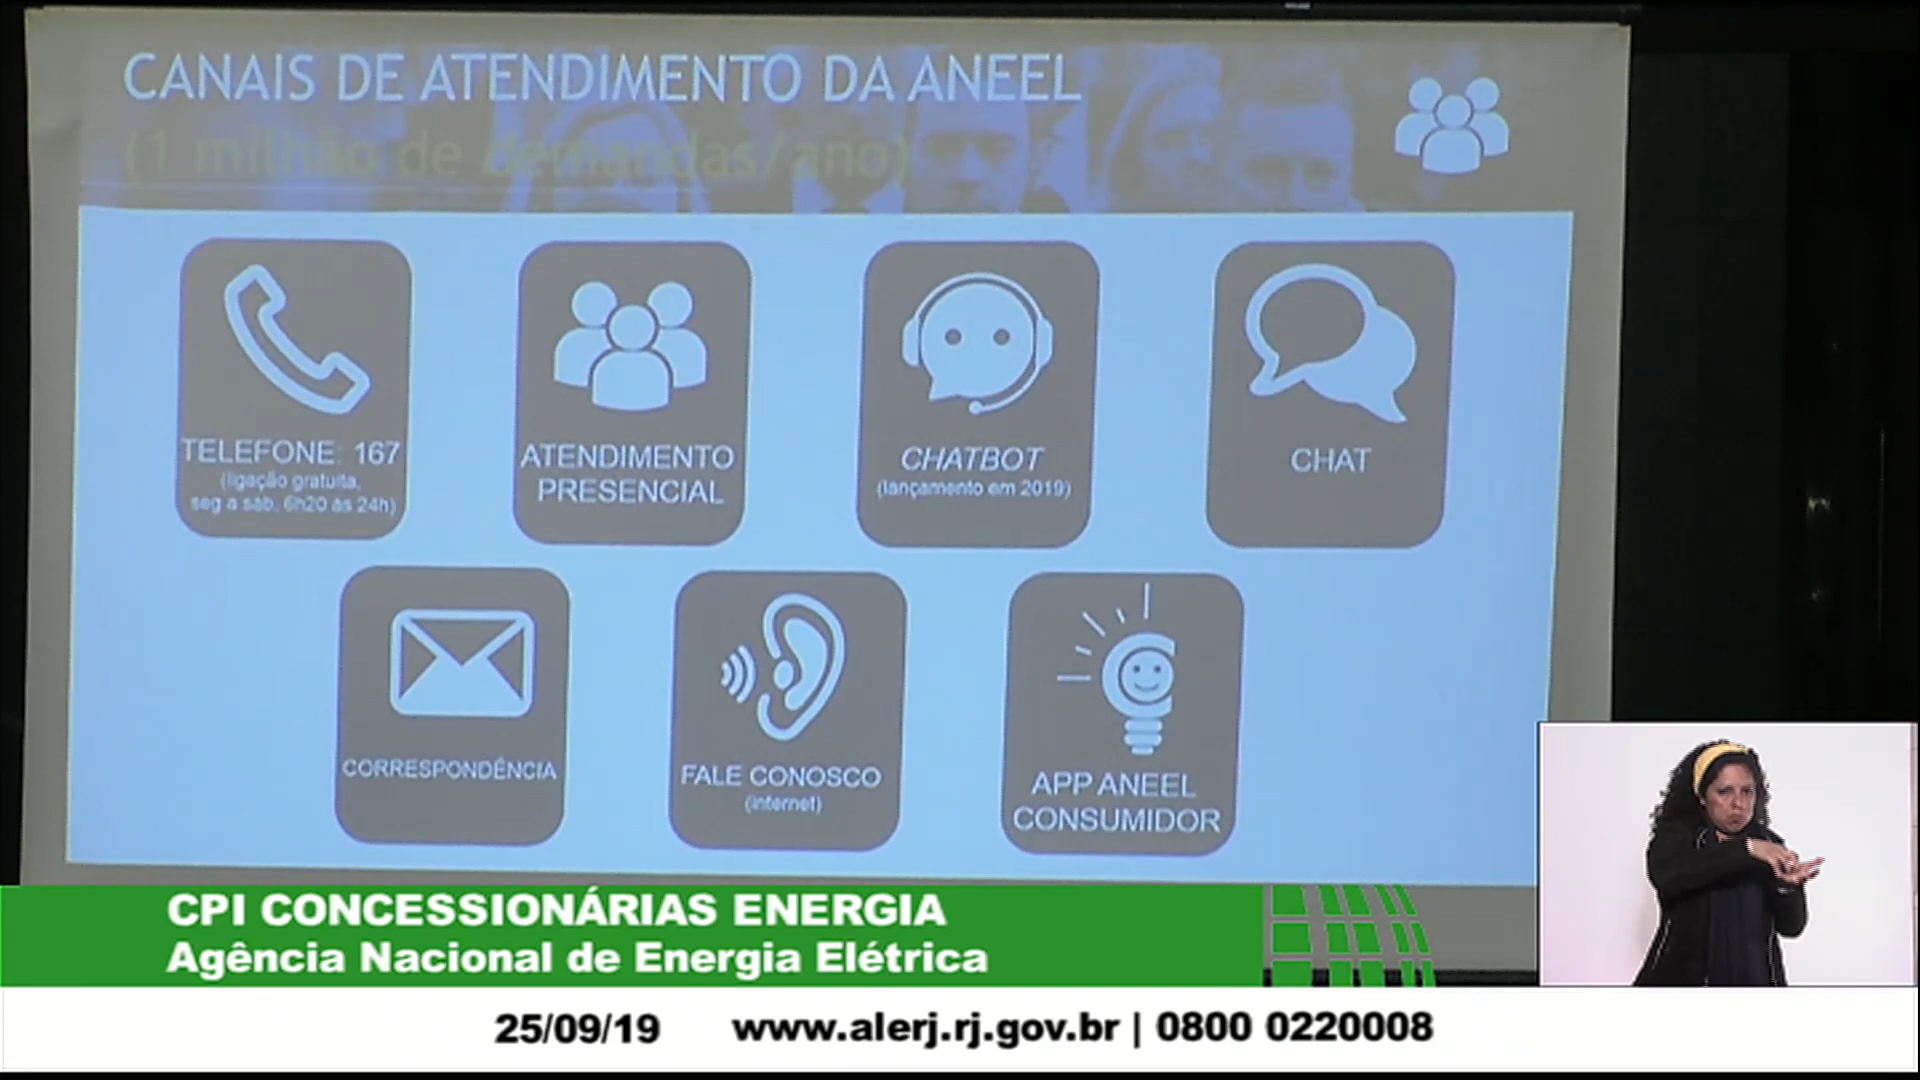 CANAIS DE ATENDIMENTO DA ANEEL
(1 milhão de demandas/ano)
TELEFONE: 167
(ligação gratuita,
seg a sáb. 6h20 às 24h)
ATENDIMENTO
PRESENCIAL
CHATBOT
(lançamento em 2019)
CHAT
CORRESPONDÊNCIA
FALE CONOSCO
(internet)
APP ANEEL
CONSUMIDOR
CPI CONCESSIONÁRIAS ENERGIA
Agência Nacional de Energia Elétrica
25/09/19 www.alerj.rj.gov.br | 0800 0220008